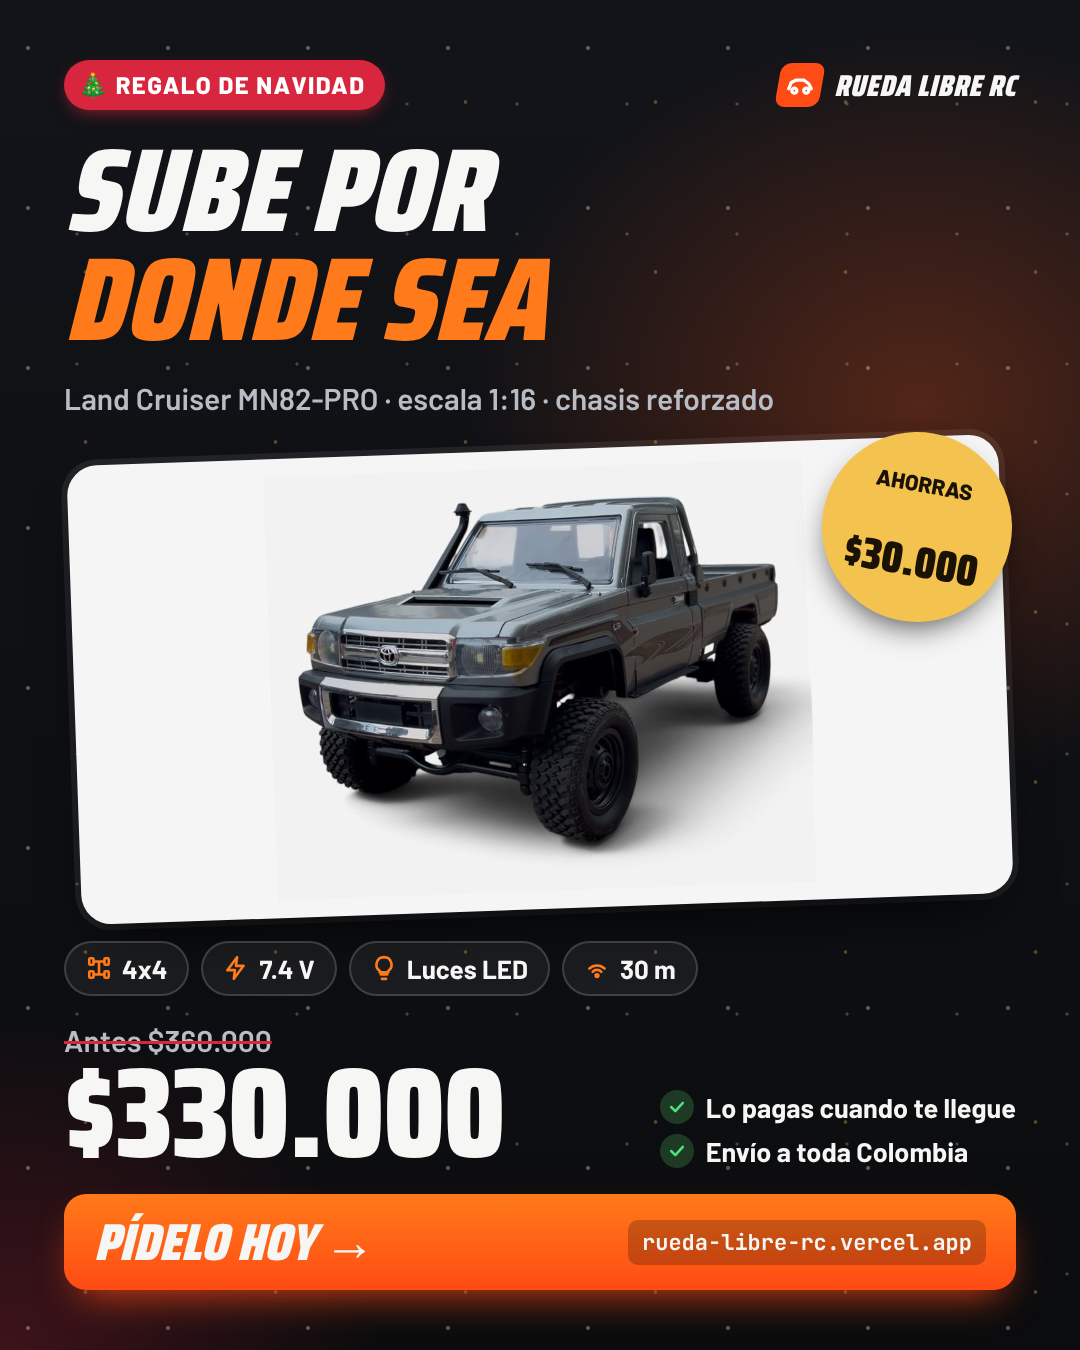 🎄 REGALO DE NAVIDAD
RUEDA LIBRE RC
SUBE POR
DONDE SEA
Land Cruiser MN82-PRO · escala 1:16 · chasis reforzado
AHORRAS
$30.000
4x4
7.4 V
Luces LED
30 m
Antes $360.000
$330.000
Lo pagas cuando te llegue
Envío a toda Colombia
PÍDELO HOY →
rueda-libre-rc.vercel.app